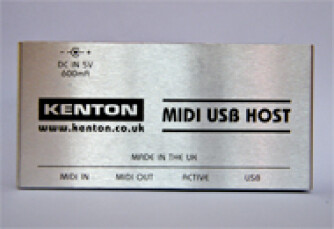 DC IN 5V
600mA
KENTON
www.kenton.co.uk
MIDI USB HOST
MADE IN THE UK
MIDI IN MIDI OUT ACTIVE USB